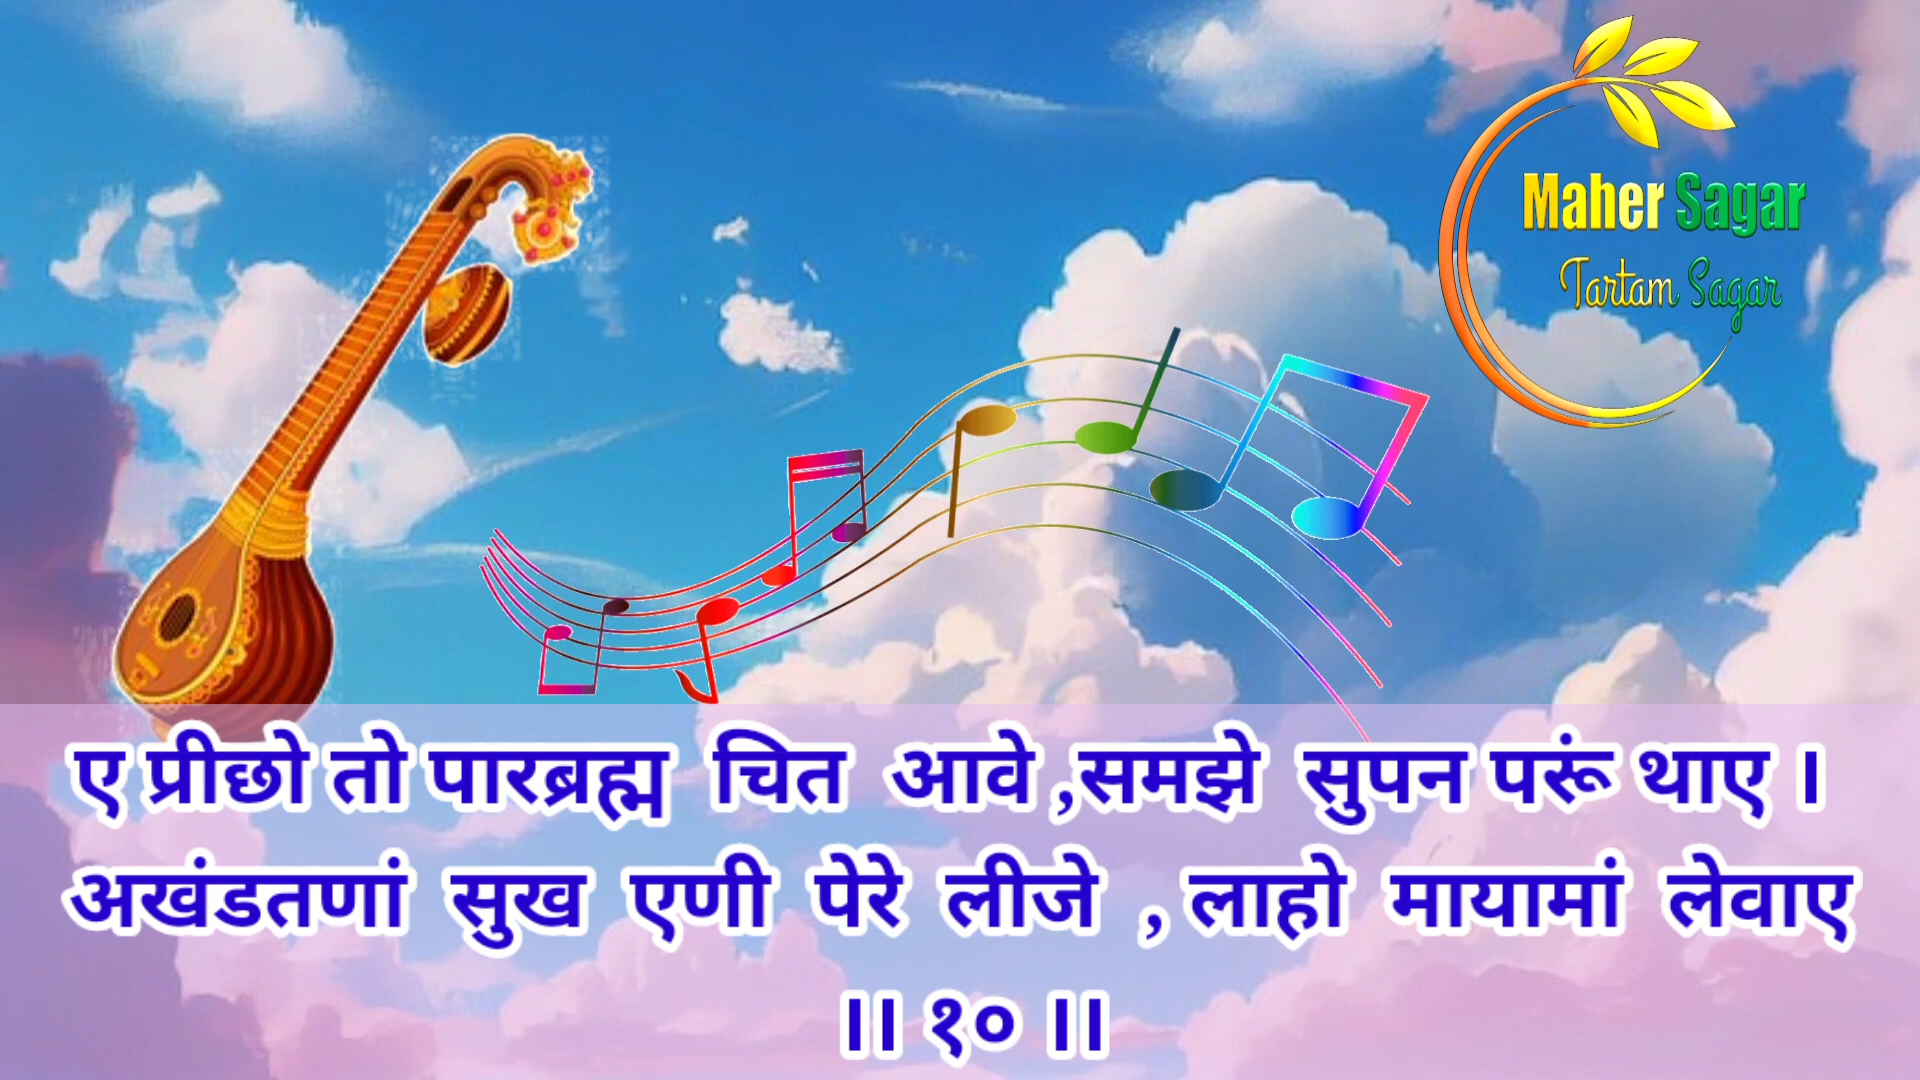 Maher Sagar
Tartam Sagar
ए प्रीछो तो पारब्रह्म चित आवे ,समझे सुपन परूं थाए ।
अखंडतणां सुख एणी पेरे लीजे , लाहो मायामां लेवाए
।। १० ।।